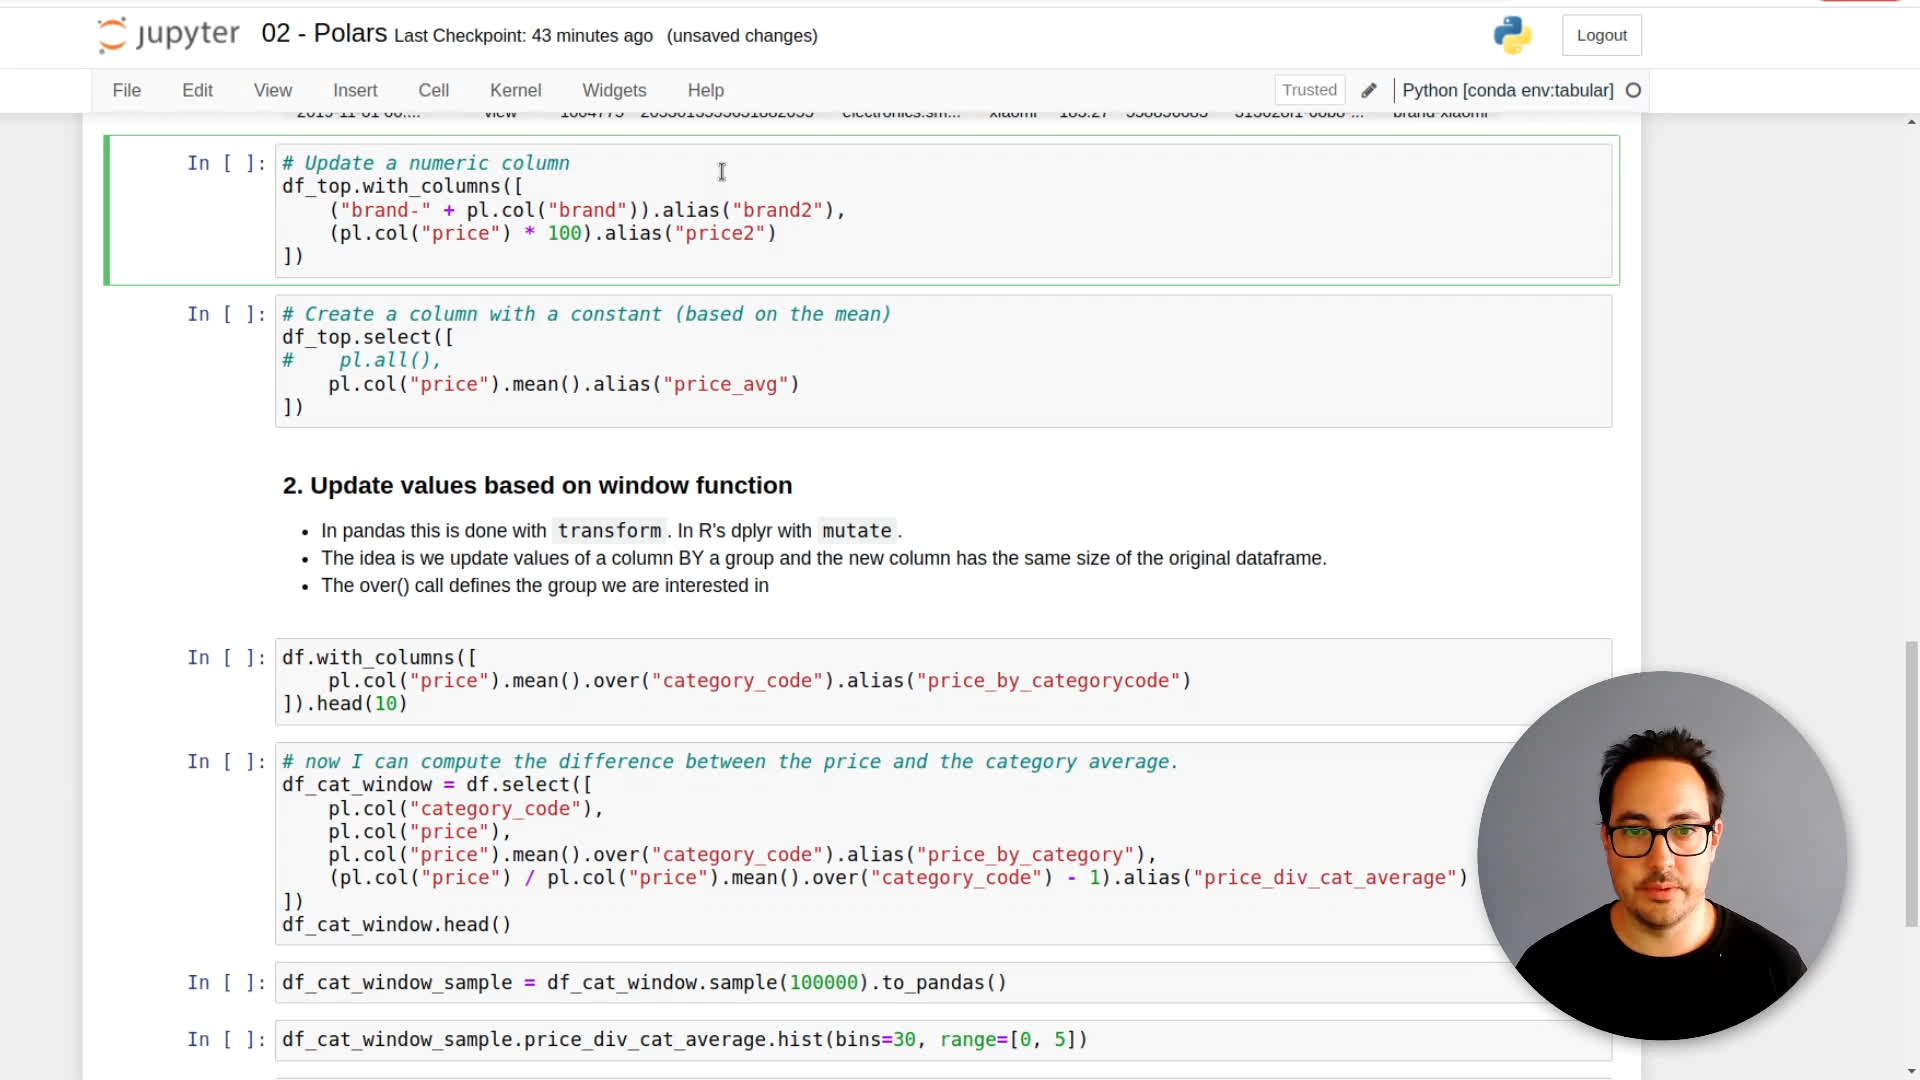 jupyter 02 - Polars Last Checkpoint: 43 minutes ago (unsaved changes) Logout
File Edit View Insert Cell Kernel Widgets Help Trusted Python [conda env:tabular]
In [ ]: # Update a numeric column
df_top.with_columns([
("brand-" + pl.col("brand")).alias("brand2"),
(pl.col("price") * 100).alias("price2")
])
In [ ]: # Create a column with a constant (based on the mean)
df_top.select([
# pl.all(),
pl.col("price").mean().alias("price_avg")
])
2. Update values based on window function
• In pandas this is done with transform . In R's dplyr with mutate .
• The idea is we update values of a column BY a group and the new column has the same size of the original dataframe.
• The over() call defines the group we are interested in
In [ ]: df.with_columns([
pl.col("price").mean().over("category_code").alias("price_by_categorycode")
]).head(10)
In [ ]: # now I can compute the difference between the price and the category average.
df_cat_window = df.select([
pl.col("category_code"),
pl.col("price"),
pl.col("price").mean().over("category_code").alias("price_by_category"),
(pl.col("price") / pl.col("price").mean().over("category_code") - 1).alias("price_div_cat_average")
])
df_cat_window.head()
In [ ]: df_cat_window_sample = df_cat_window.sample(100000).to_pandas()
In [ ]: df_cat_window_sample.price_div_cat_average.hist(bins=30, range=[0, 5])